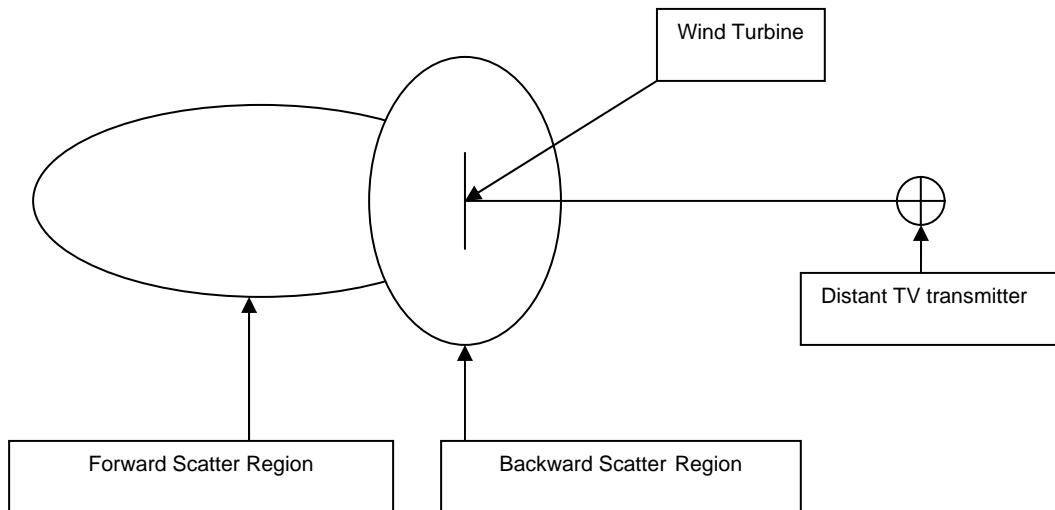 Wind Turbine
Distant TV transmitter
Forward Scatter Region
Backward Scatter Region